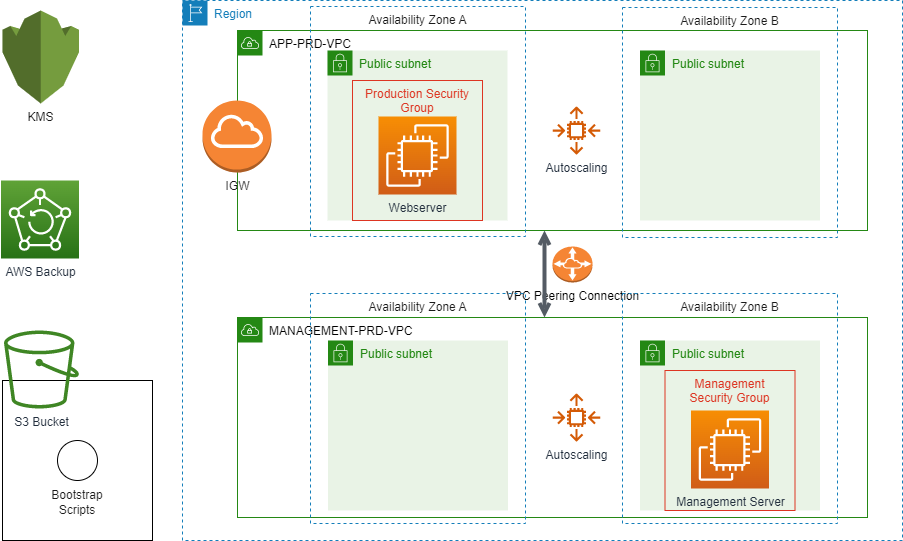 Region
Availability Zone A
Availability Zone B
APP-PRD-VPC
Public subnet
Public subnet
Production Security
Group
Webserver
Autoscaling
IGW
KMS
AWS Backup
VPC Peering Connection
Availability Zone A
Availability Zone B
MANAGEMENT-PRD-VPC
Public subnet
Public subnet
Management
Security Group
Management Server
Autoscaling
S3 Bucket
Bootstrap
Scripts